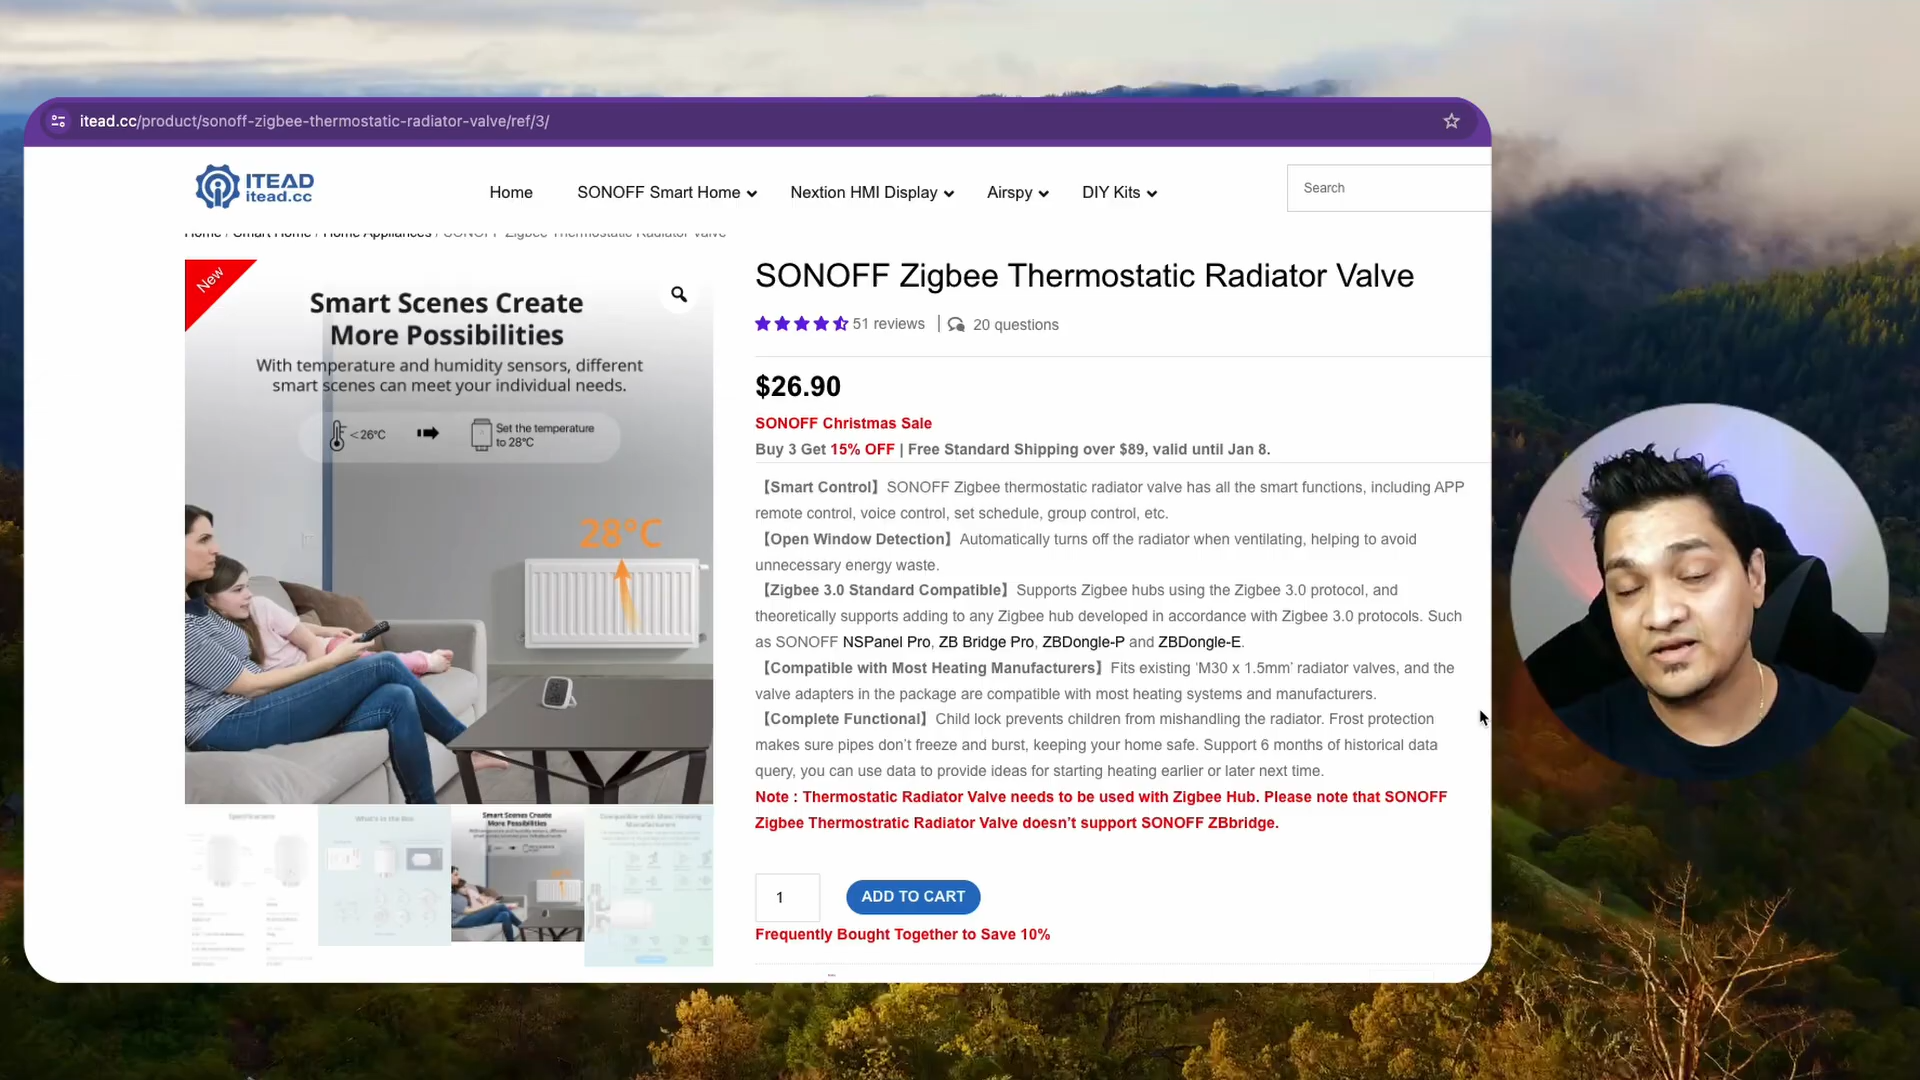 itead.cc/product/sonoff-zigbee-thermostatic-radiator-valve/ref/3/
ITEAD
itead.cc
Home
SONOFF Smart Home
Nextion HMI Display
Airspy
DIY Kits
Search
Home / Smart Home / Home Appliances / SONOFF Zigbee Thermostatic Radiator Valve
New
Smart Scenes Create
More Possibilities
With temperature and humidity sensors, different
smart scenes can meet your individual needs.
<26°C
Set the temperature
to 28°C
28°C
SONOFF Zigbee Thermostatic Radiator Valve
51 reviews
20 questions
$26.90
SONOFF Christmas Sale
Buy 3 Get 15% OFF | Free Standard Shipping over $89, valid until Jan 8.
【Smart Control】SONOFF Zigbee thermostatic radiator valve has all the smart functions, including APP
remote control, voice control, set schedule, group control, etc.
【Open Window Detection】Automatically turns off the radiator when ventilating, helping to avoid
unnecessary energy waste.
【Zigbee 3.0 Standard Compatible】Supports Zigbee hubs using the Zigbee 3.0 protocol, and
theoretically supports adding to any Zigbee hub developed in accordance with Zigbee 3.0 protocols. Such
as SONOFF NSPanel Pro, ZB Bridge Pro, ZBDongle-P and ZBDongle-E.
【Compatible with Most Heating Manufacturers】Fits existing ‘M30 x 1.5mm’ radiator valves, and the
valve adapters in the package are compatible with most heating systems and manufacturers.
【Complete Functional】Child lock prevents children from mishandling the radiator. Frost protection
makes sure pipes don’t freeze and burst, keeping your home safe. Support 6 months of historical data
query, you can use data to provide ideas for starting heating earlier or later next time.
Note : Thermostatic Radiator Valve needs to be used with Zigbee Hub. Please note that SONOFF
Zigbee Thermostratic Radiator Valve doesn’t support SONOFF ZBbridge.
1
ADD TO CART
Frequently Bought Together to Save 10%
Specifications
What's in the Box
Smart Scenes Create
More Possibilities
Compatible with Most Heating
Manufacturers